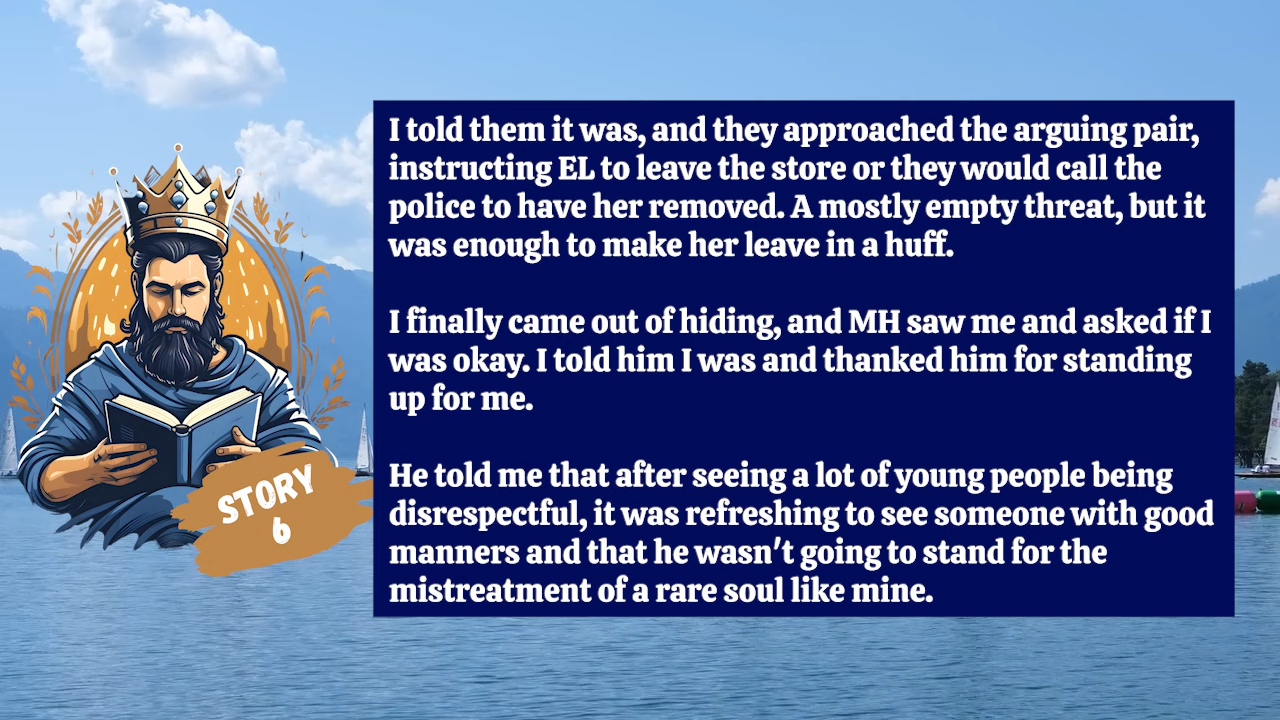 I told them it was, and they approached the arguing pair,
instructing EL to leave the store or they would call the
police to have her removed. A mostly empty threat, but it
was enough to make her leave in a huff.
I finally came out of hiding, and MH saw me and asked if I
was okay. I told him I was and thanked him for standing
up for me.
He told me that after seeing a lot of young people being
disrespectful, it was refreshing to see someone with good
manners and that he wasn't going to stand for the
mistreatment of a rare soul like mine.
STORY
6